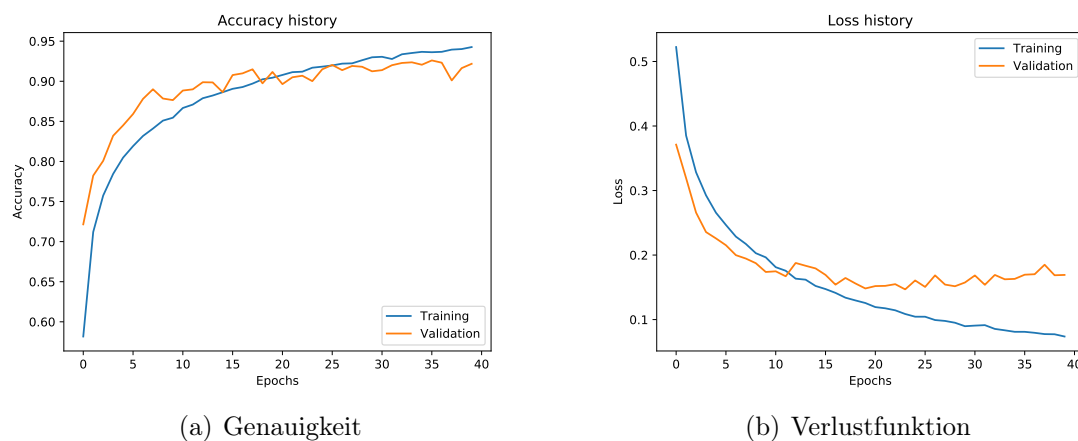 Accuracy history
0.95
0.90
0.85
0.80
0.75
0.70
0.65
0.60
Accuracy
Training
Validation
0 5 10 15 20 25 30 35 40
Epochs
(a) Genauigkeit
Loss history
0.5
0.4
0.3
0.2
0.1
Loss
Training
Validation
0 5 10 15 20 25 30 35 40
Epochs
(b) Verlustfunktion